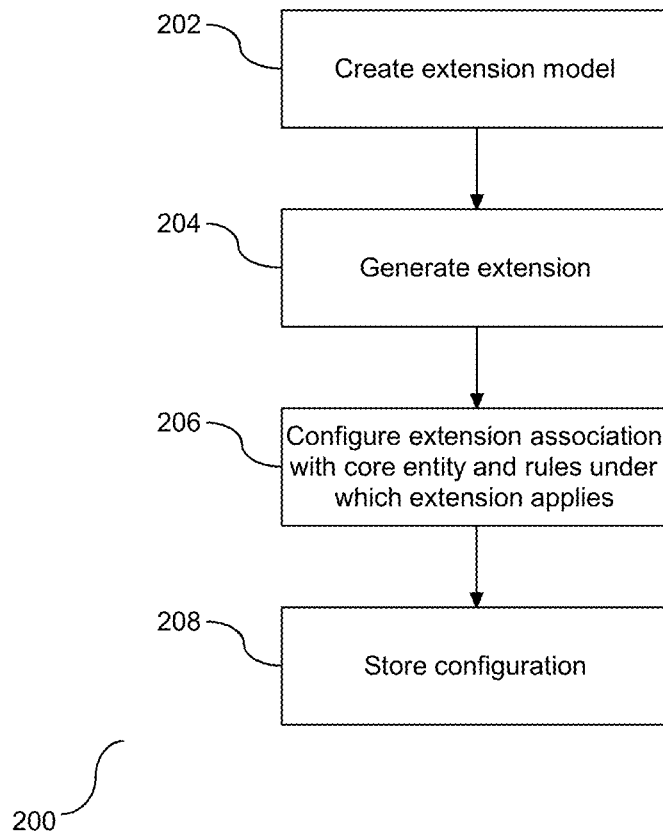 202
Create extension model
204
Generate extension
206
Configure extension association
with core entity and rules under
which extension applies
208
Store configuration
200